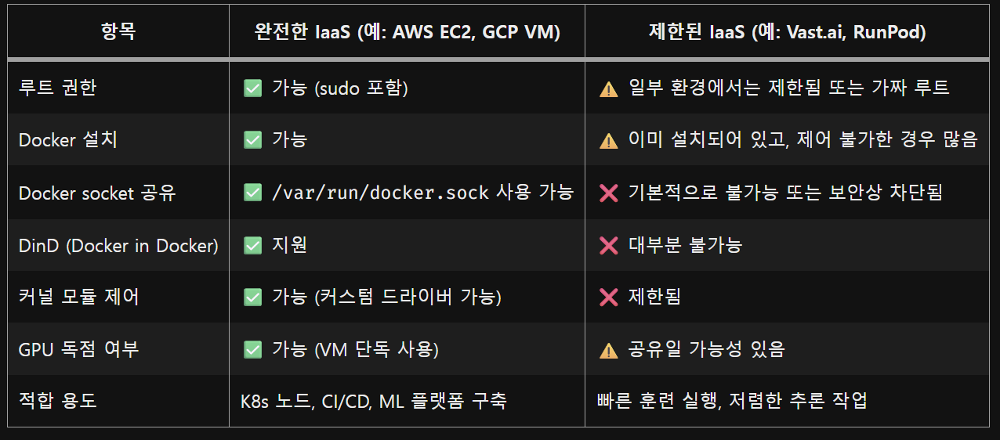 항목 완전한 IaaS (예: AWS EC2, GCP VM) 제한된 IaaS (예: Vast.ai, RunPod)
루트 권한 ✅ 가능 (sudo 포함) ⚠️ 일부 환경에서는 제한됨 또는 가짜 루트
Docker 설치 ✅ 가능 ⚠️ 이미 설치되어 있고, 제어 불가한 경우 많음
Docker socket 공유 ✅ /var/run/docker.sock 사용 가능 ❌ 기본적으로 불가능 또는 보안상 차단됨
DinD (Docker in Docker) ✅ 지원 ❌ 대부분 불가능
커널 모듈 제어 ✅ 가능 (커스텀 드라이버 가능) ❌ 제한됨
GPU 독점 여부 ✅ 가능 (VM 단독 사용) ⚠️ 공유일 가능성 있음
적합 용도 K8s 노드, CI/CD, ML 플랫폼 구축 빠른 훈련 실행, 저렴한 추론 작업